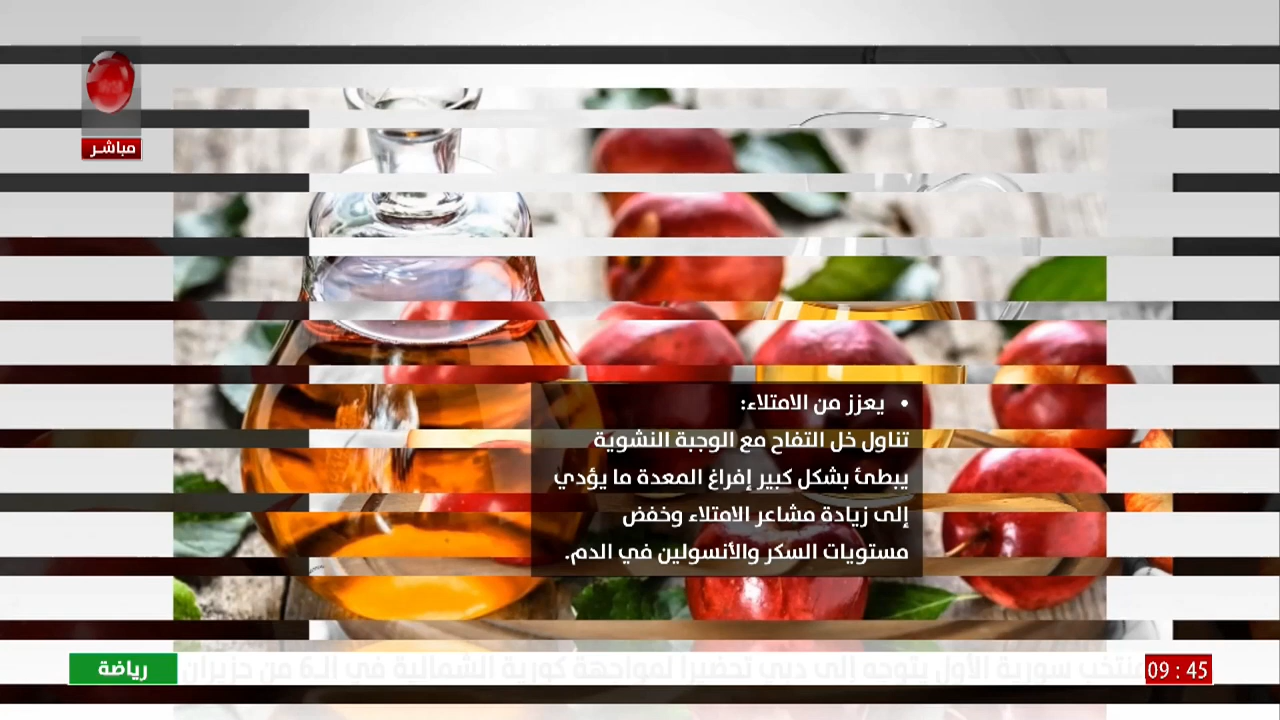 مباشر
• يعزز من الامتلاء:
تناول خل التفاح مع الوجبة النشوية
يبطئ بشكل كبير إفراغ المعدة ما يؤدي
إلى زيادة مشاعر الامتلاء وخفض
مستويات السكر والأنسولين في الدم.
رياضة
منتخب سورية الأول يتوجه إلى دبي تحضيرا لمواجهة كورية الشمالية في الـ6 من حزيران
09 : 45